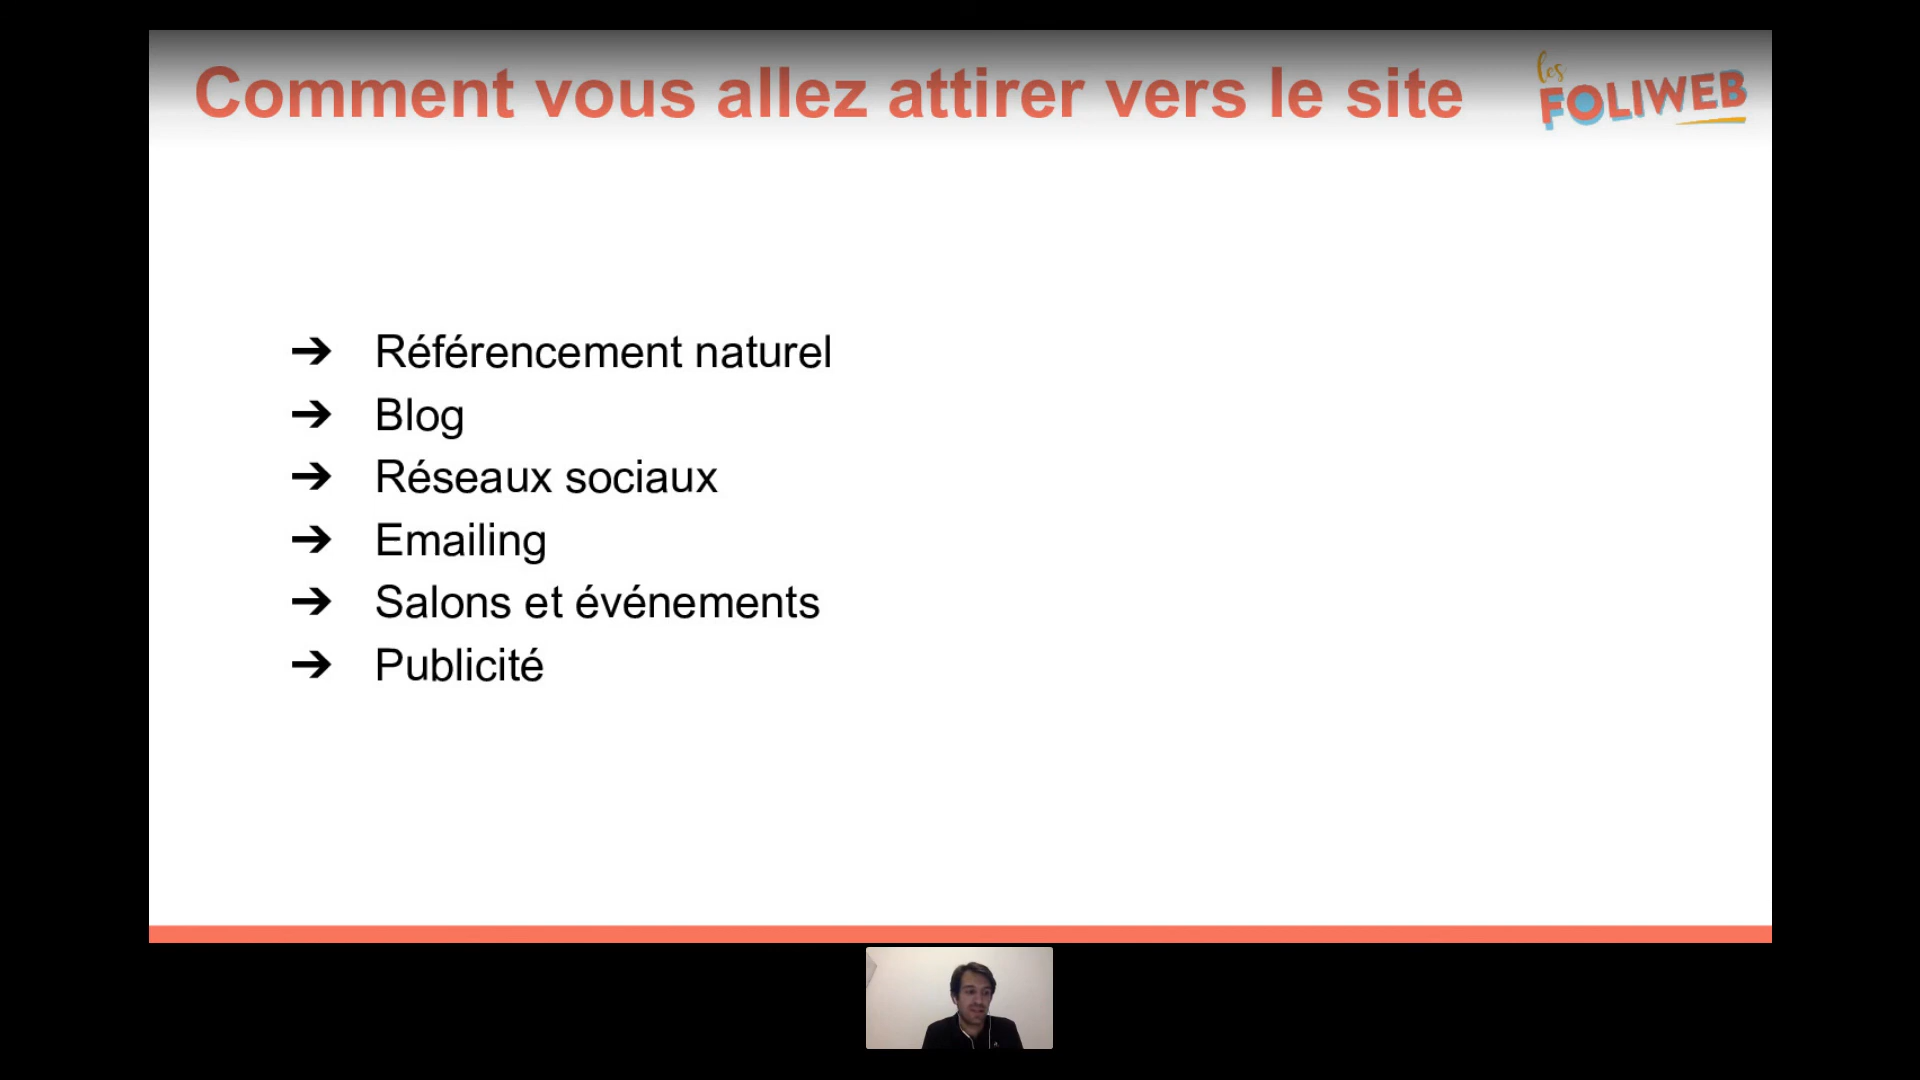 Comment vous allez attirer vers le site
les
FOLIWEB
➔ Référencement naturel
➔ Blog
➔ Réseaux sociaux
➔ Emailing
➔ Salons et événements
➔ Publicité